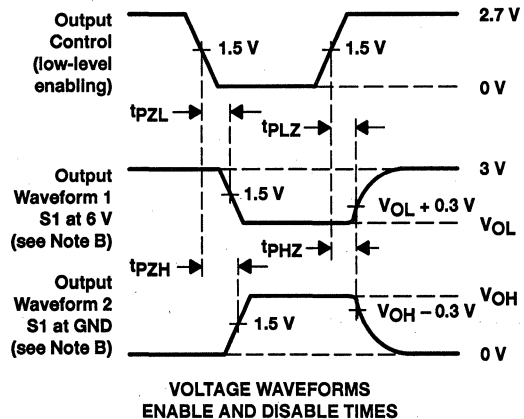 Output
Control
(low-level
enabling)
1.5 V
1.5 V
2.7 V
0 V
tPZL
tPLZ
Output
Waveform 1
S1 at 6 V
(see Note B)
1.5 V
3 V
VOL + 0.3 V
VOL
tPZH
tPHZ
Output
Waveform 2
S1 at GND
(see Note B)
1.5 V
VOH
VOH – 0.3 V
0 V
VOLTAGE WAVEFORMS
ENABLE AND DISABLE TIMES